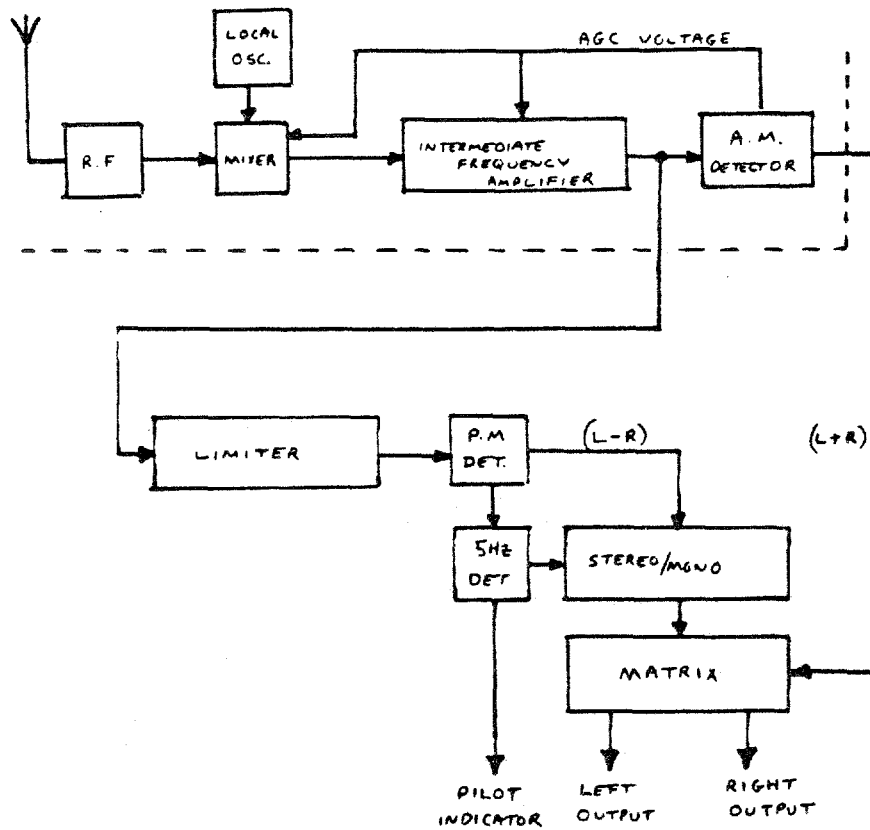 LOCAL
OSC.
AGC VOLTAGE
R.F
MIXER
INTERMEDIATE
FREQUENCY
AMPLIFIER
A.M.
DETECTOR
LIMITER
P.M
DET.
(L-R)
(L+R)
5HZ
DET
STEREO/MONO
MATRIX
PILOT
INDICATOR
LEFT
OUTPUT
RIGHT
OUTPUT